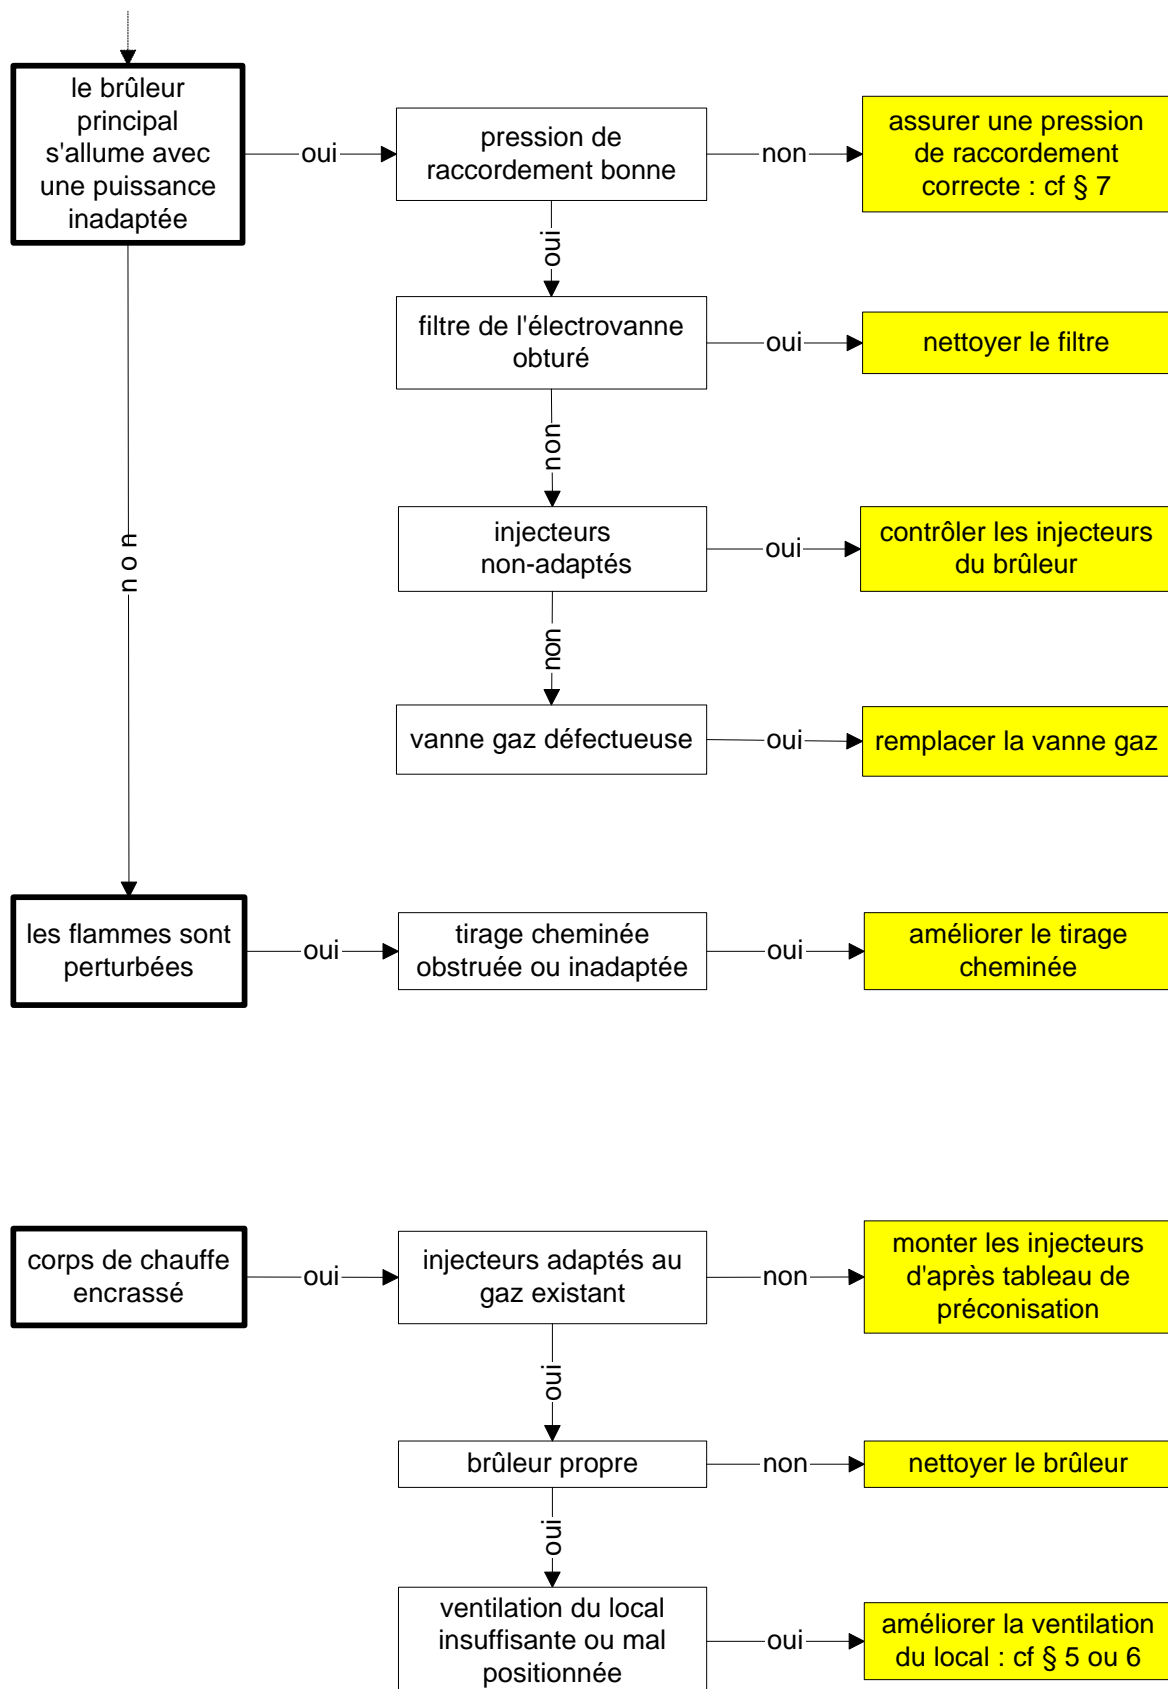 le brûleur
principal
s'allume avec
une puissance
inadaptée
oui
pression de
raccordement bonne
non
assurer une pression
de raccordement
correcte : cf § 7
oui
filtre de l'électrovanne
obturé
oui
nettoyer le filtre
non
injecteurs
non-adaptés
oui
contrôler les injecteurs
du brûleur
non
non
vanne gaz défectueuse
oui
remplacer la vanne gaz
les flammes sont
perturbées
oui
tirage cheminée
obstruée ou inadaptée
oui
améliorer le tirage
cheminée
corps de chauffe
encrassé
oui
injecteurs adaptés au
gaz existant
non
monter les injecteurs
d'après tableau de
préconisation
oui
brûleur propre
non
nettoyer le brûleur
oui
ventilation du local
insuffisante ou mal
positionnée
oui
améliorer la ventilation
du local : cf § 5 ou 6